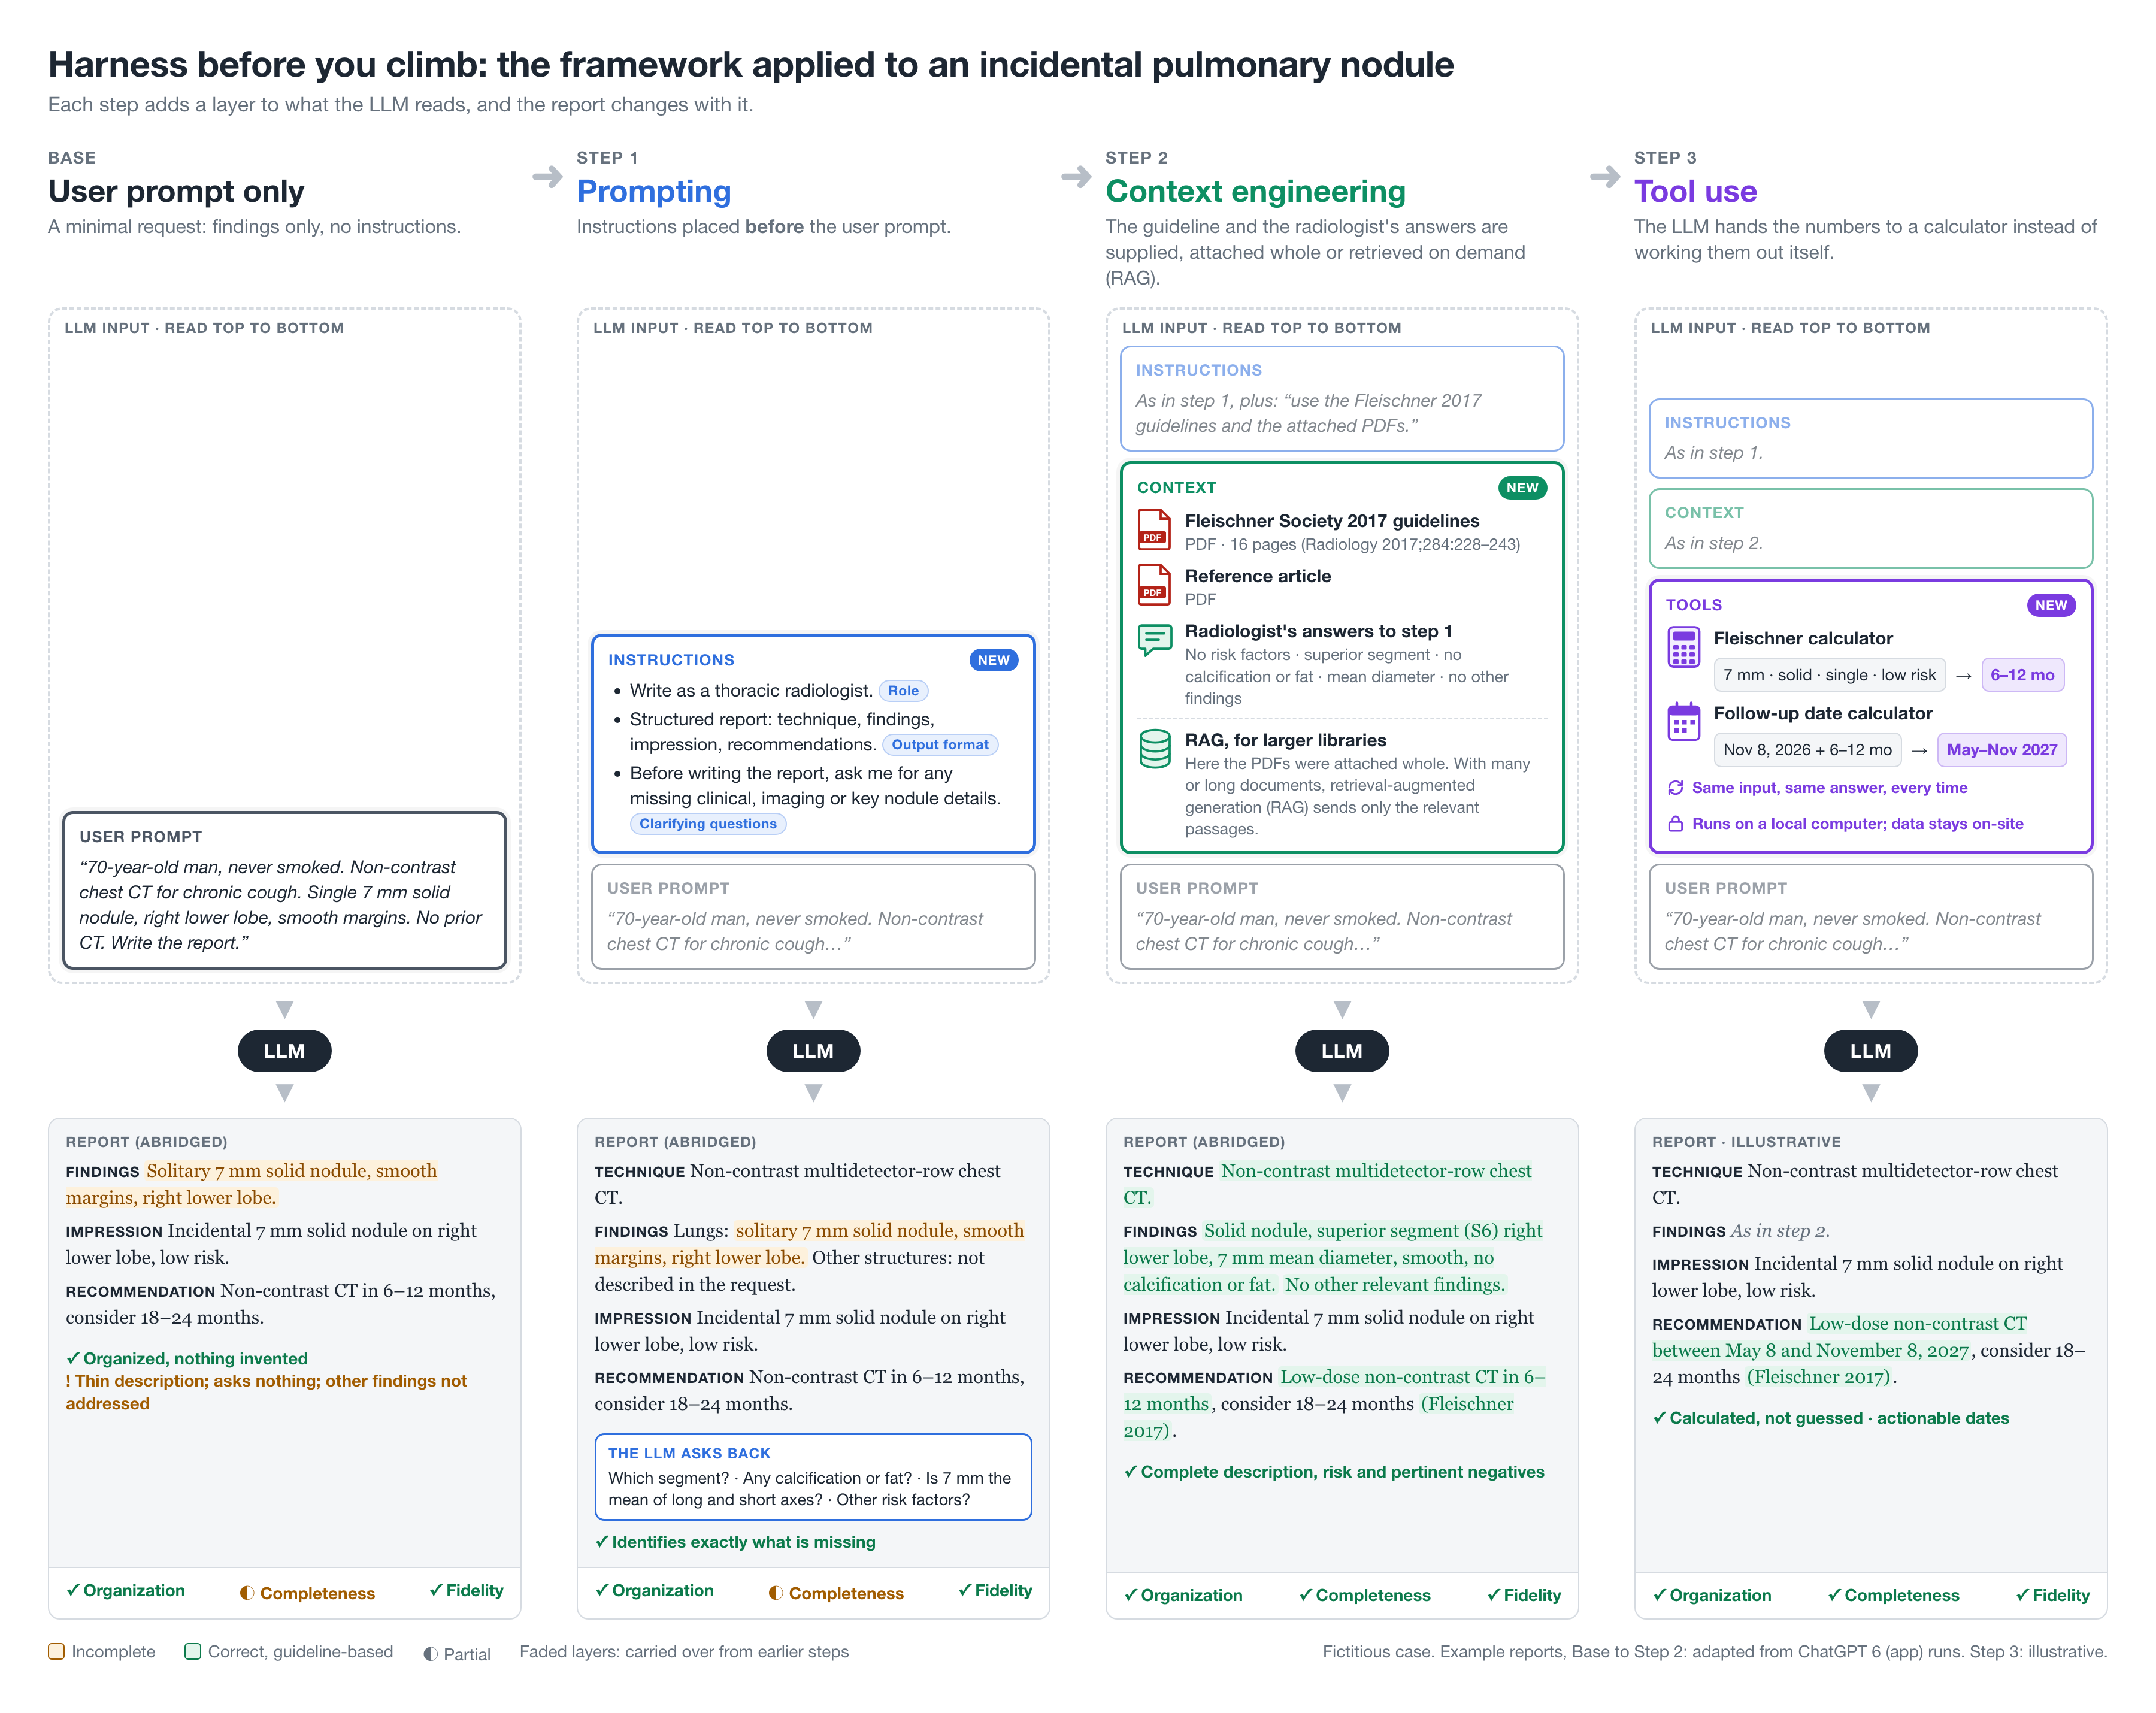 Harness before you climb: the framework applied to an incidental pulmonary nodule
Each step adds a layer to what the LLM reads, and the report changes with it.
BASE
User prompt only
A minimal request: findings only, no instructions.
LLM INPUT · READ TOP TO BOTTOM
USER PROMPT
“70-year-old man, never smoked. Non-contrast
chest CT for chronic cough. Single 7 mm solid
nodule, right lower lobe, smooth margins. No prior
CT. Write the report.”
LLM
REPORT (ABRIDGED)
FINDINGS Solitary 7 mm solid nodule, smooth
margins, right lower lobe.
IMPRESSION Incidental 7 mm solid nodule on right
lower lobe, low risk.
RECOMMENDATION Non-contrast CT in 6–12 months,
consider 18–24 months.
✓ Organized, nothing invented
! Thin description; asks nothing; other findings not
addressed
✓ Organization ◐ Completeness ✓ Fidelity
➜
STEP 1
Prompting
Instructions placed before the user prompt.
LLM INPUT · READ TOP TO BOTTOM
INSTRUCTIONS NEW
• Write as a thoracic radiologist. Role
• Structured report: technique, findings,
impression, recommendations. Output format
• Before writing the report, ask me for any
missing clinical, imaging or key nodule details.
Clarifying questions
USER PROMPT
“70-year-old man, never smoked. Non-contrast
chest CT for chronic cough…”
LLM
REPORT (ABRIDGED)
TECHNIQUE Non-contrast multidetector-row chest
CT.
FINDINGS Lungs: solitary 7 mm solid nodule, smooth
margins, right lower lobe. Other structures: not
described in the request.
IMPRESSION Incidental 7 mm solid nodule on right
lower lobe, low risk.
RECOMMENDATION Non-contrast CT in 6–12 months,
consider 18–24 months.
THE LLM ASKS BACK
Which segment? · Any calcification or fat? · Is 7 mm the
mean of long and short axes? · Other risk factors?
✓ Identifies exactly what is missing
✓ Organization ◐ Completeness ✓ Fidelity
➜
STEP 2
Context engineering
The guideline and the radiologist's answers are
supplied, attached whole or retrieved on demand
(RAG).
LLM INPUT · READ TOP TO BOTTOM
INSTRUCTIONS
As in step 1, plus: “use the Fleischner 2017
guidelines and the attached PDFs.”
CONTEXT NEW
PDF
Fleischner Society 2017 guidelines
PDF · 16 pages (Radiology 2017;284:228–243)
PDF
Reference article
PDF
Radiologist's answers to step 1
No risk factors · superior segment · no
calcification or fat · mean diameter · no other
findings
RAG, for larger libraries
Here the PDFs were attached whole. With many
or long documents, retrieval-augmented
generation (RAG) sends only the relevant
passages.
USER PROMPT
“70-year-old man, never smoked. Non-contrast
chest CT for chronic cough…”
LLM
REPORT (ABRIDGED)
TECHNIQUE Non-contrast multidetector-row chest
CT.
FINDINGS Solid nodule, superior segment (S6) right
lower lobe, 7 mm mean diameter, smooth, no
calcification or fat. No other relevant findings.
IMPRESSION Incidental 7 mm solid nodule on right
lower lobe, low risk.
RECOMMENDATION Low-dose non-contrast CT in 6–
12 months, consider 18–24 months (Fleischner
2017).
✓ Complete description, risk and pertinent negatives
✓ Organization ✓ Completeness ✓ Fidelity
➜
STEP 3
Tool use
The LLM hands the numbers to a calculator instead of
working them out itself.
LLM INPUT · READ TOP TO BOTTOM
INSTRUCTIONS
As in step 1.
CONTEXT
As in step 2.
TOOLS NEW
Fleischner calculator
7 mm · solid · single · low risk → 6–12 mo
Follow-up date calculator
Nov 8, 2026 + 6–12 mo → May–Nov 2027
Same input, same answer, every time
Runs on a local computer; data stays on-site
USER PROMPT
“70-year-old man, never smoked. Non-contrast
chest CT for chronic cough…”
LLM
REPORT · ILLUSTRATIVE
TECHNIQUE Non-contrast multidetector-row chest
CT.
FINDINGS As in step 2.
IMPRESSION Incidental 7 mm solid nodule on right
lower lobe, low risk.
RECOMMENDATION Low-dose non-contrast CT
between May 8 and November 8, 2027, consider 18–
24 months (Fleischner 2017).
✓ Calculated, not guessed · actionable dates
✓ Organization ✓ Completeness ✓ Fidelity
Incomplete Correct, guideline-based ◐ Partial Faded layers: carried over from earlier steps
Fictitious case. Example reports, Base to Step 2: adapted from ChatGPT 6 (app) runs. Step 3: illustrative.